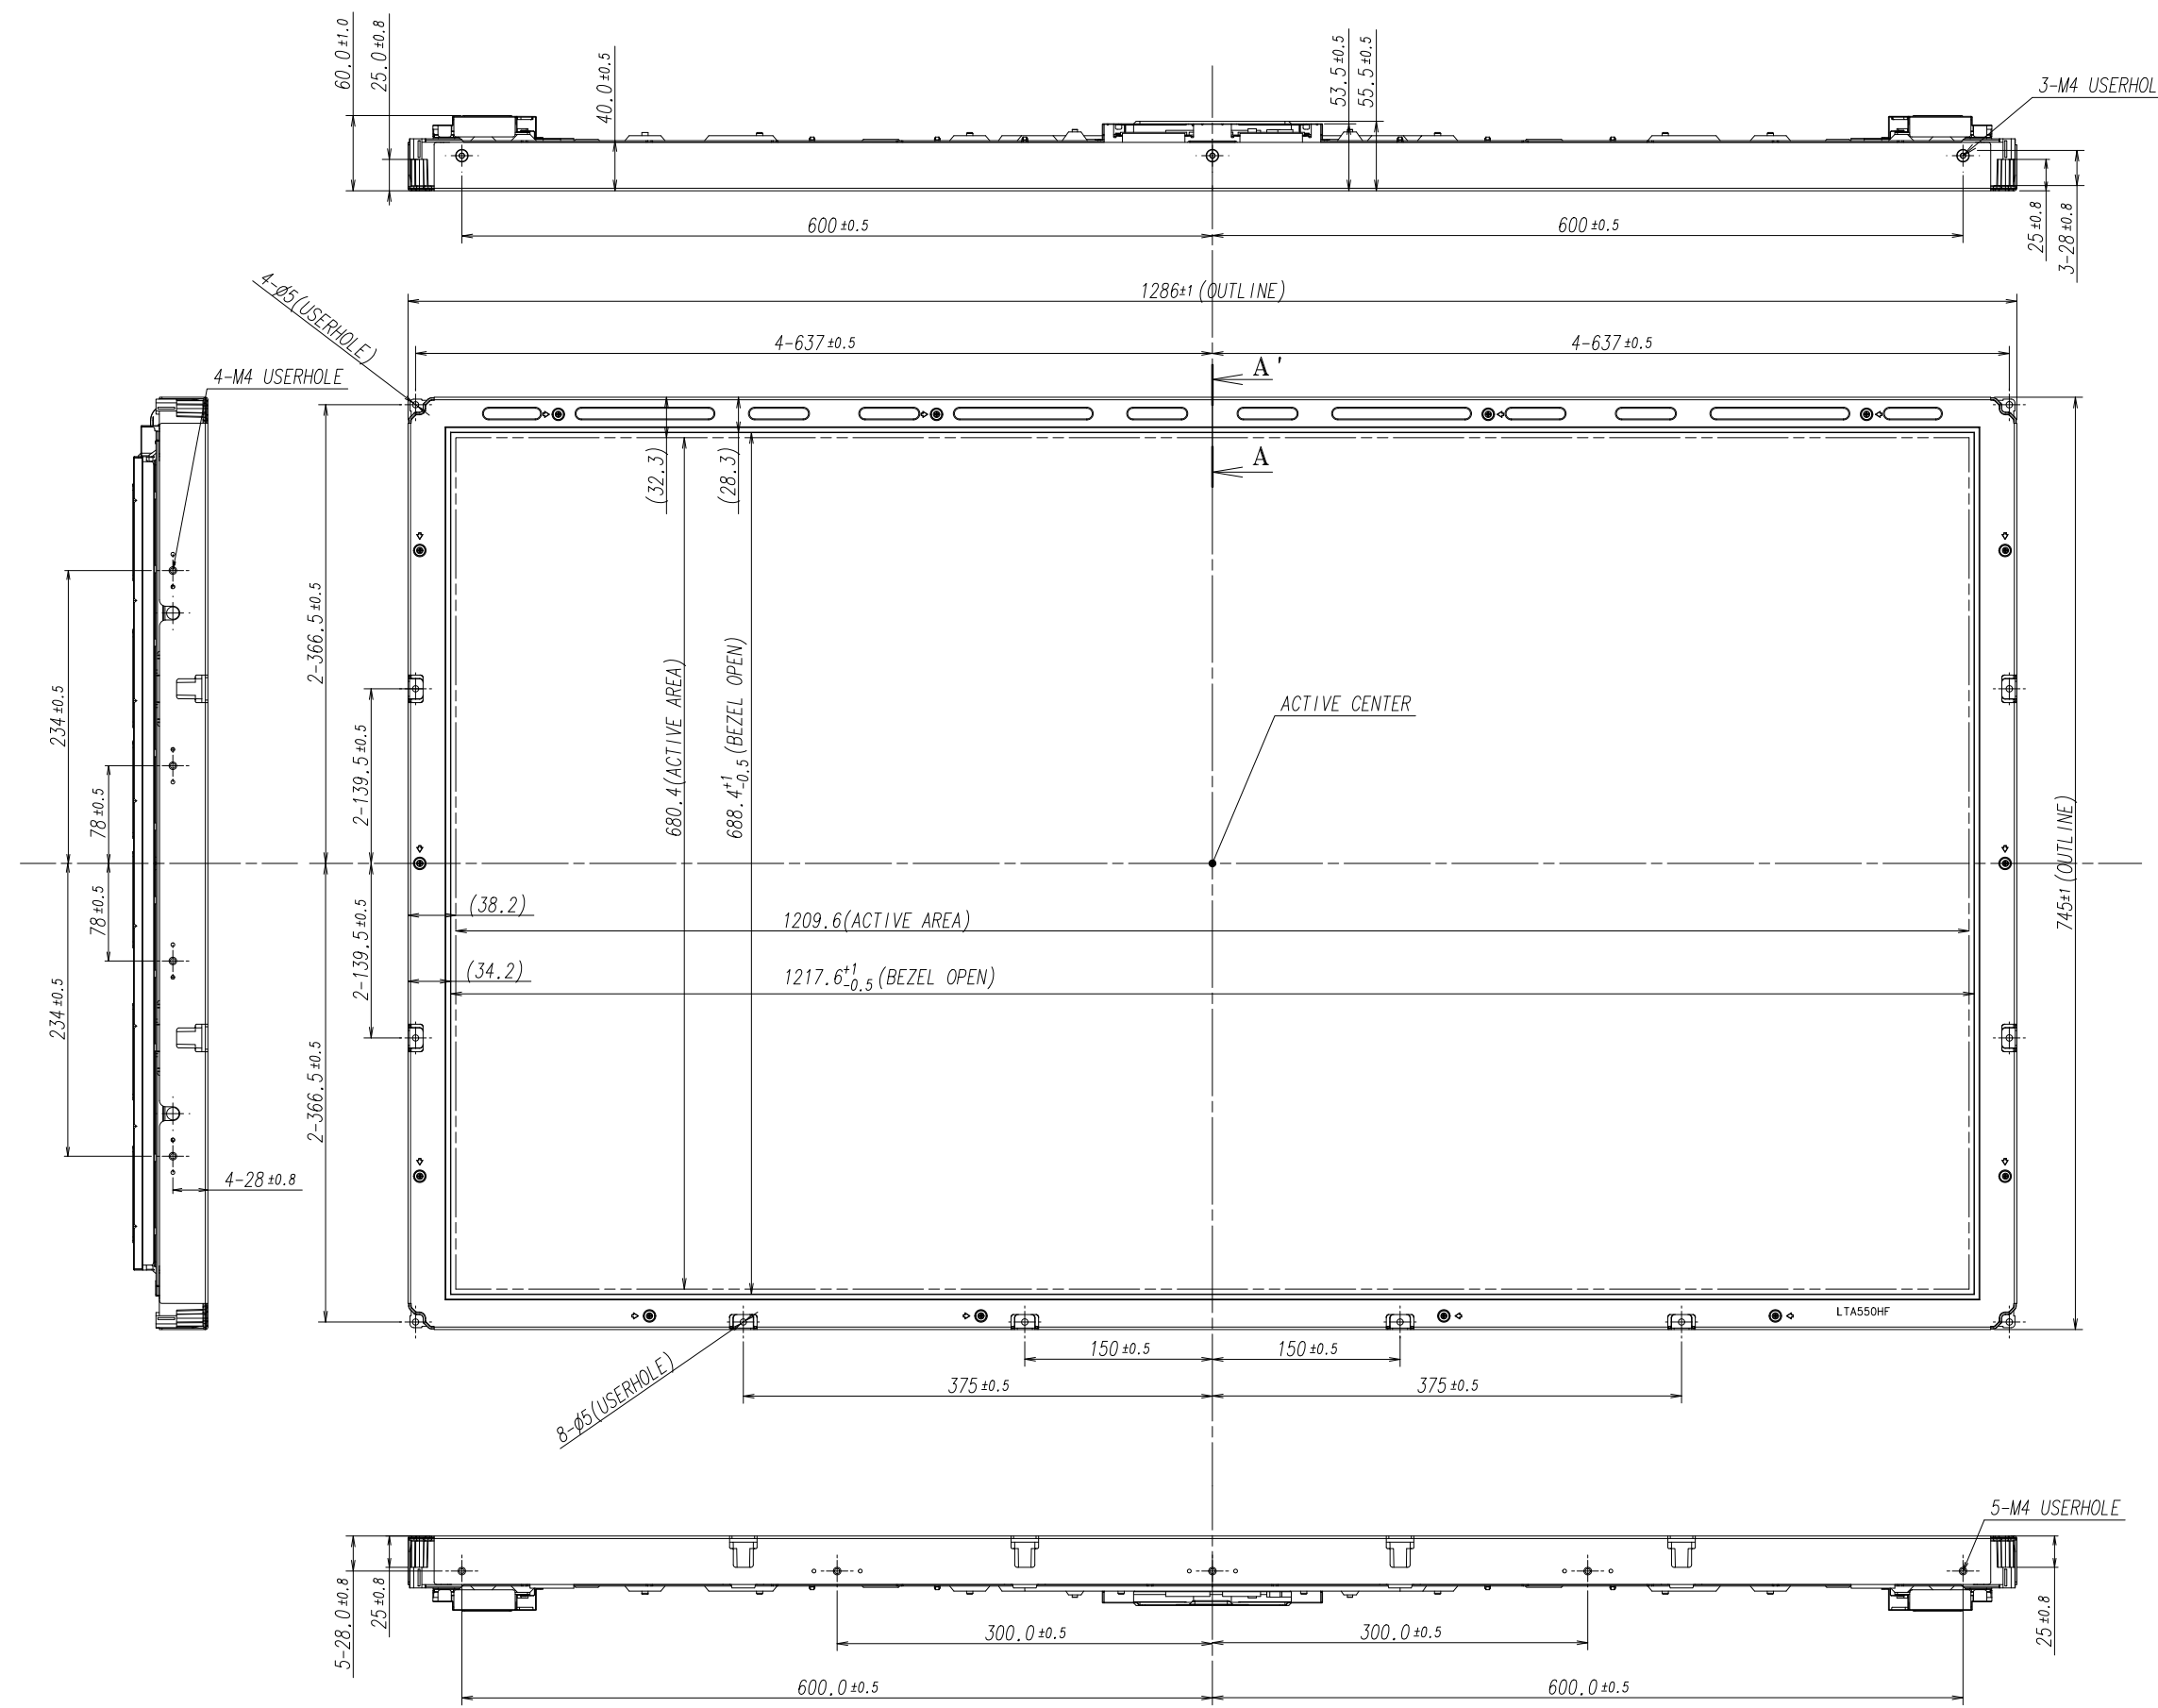 60.0±1.0
25.0±0.8
40.0±0.5
53.5±0.5
55.5±0.5
3-M4 USERHOL
600±0.5
600±0.5
25±0.8
3-28±0.8
4-Ø5(USERHOLE)
1286±1(OUTLINE)
4-637±0.5
4-637±0.5
4-M4 USERHOLE
A'
A
(32.3)
(28.3)
2-366.5±0.5
234±0.5
680.4(ACTIVE AREA)
688.4+1-0.5(BEZEL OPEN)
ACTIVE CENTER
2-139.5±0.5
78±0.5
78±0.5
2-139.5±0.5
745±1(OUTLINE)
(38.2)
1209.6(ACTIVE AREA)
(34.2)
1217.6+1-0.5(BEZEL OPEN)
234±0.5
2-366.5±0.5
4-28±0.8
LTA550HF
150±0.5
150±0.5
375±0.5
375±0.5
8-Ø5(USERHOLE)
5-M4 USERHOLE
5-28.0±0.8
25±0.8
25±0.8
300.0±0.5
300.0±0.5
600.0±0.5
600.0±0.5